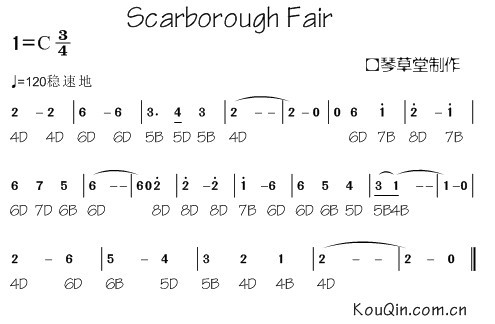 Scarborough Fair
1=C 3/4
口琴草堂制作
♩=120稳速地
2 - 2 | 6 - 6 | 3. 4 3 | 2 - - | 2 - 0 | 0 6 i | 2̇ - i |
4D 4D 6D 6D 5B 5D 5B 4D 6D 7B 8D 7B
6 7 5 | 6 - - | 6 0 2̇ | 2̇ - 2̇ | i - 6 | 6 5 4 | 3 1 - - | 1 - 0 |
6D 7D 6B 6D 8D 8D 8D 7B 6D 6D 6B 5D 5B4B
2 - 6 | 5 - 4 | 3 2 1 | 2 - - | 2 - 0 ||
4D 6D 6B 5D 5B 4D 4B 4D
KouQin.com.cn